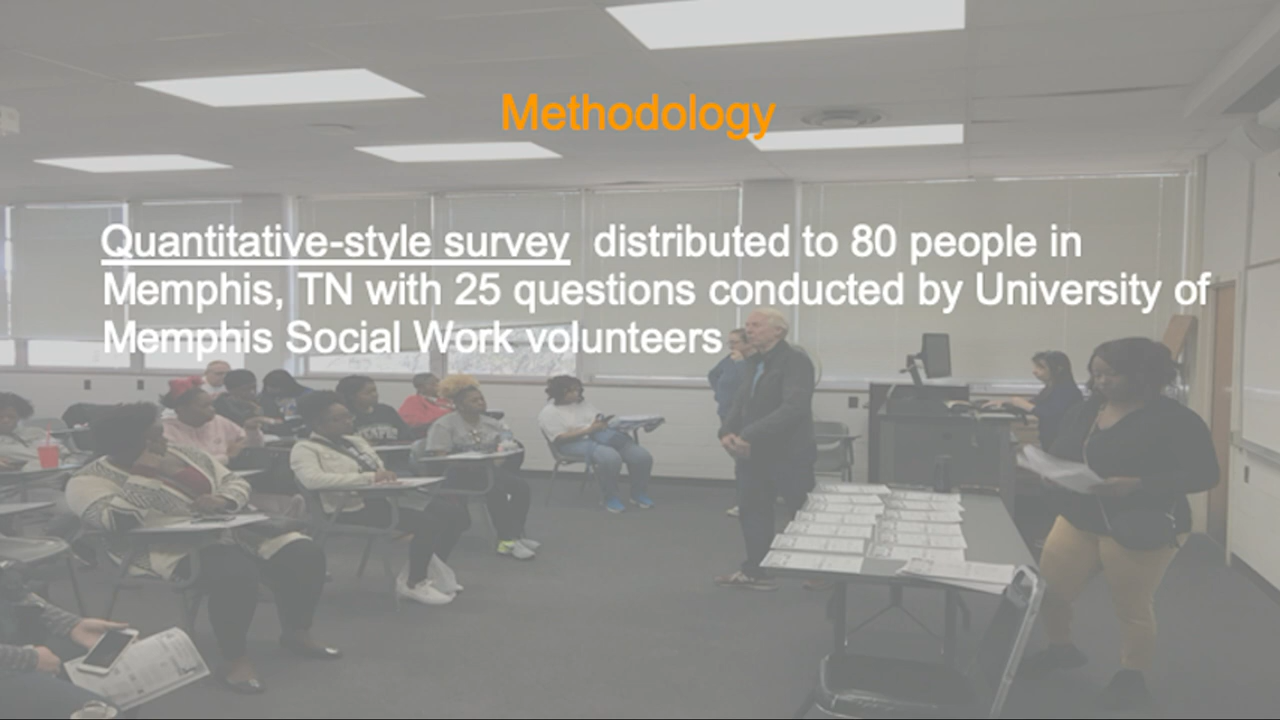 Methodology
Quantitative-style survey distributed to 80 people in
Memphis, TN with 25 questions conducted by University of
Memphis Social Work volunteers